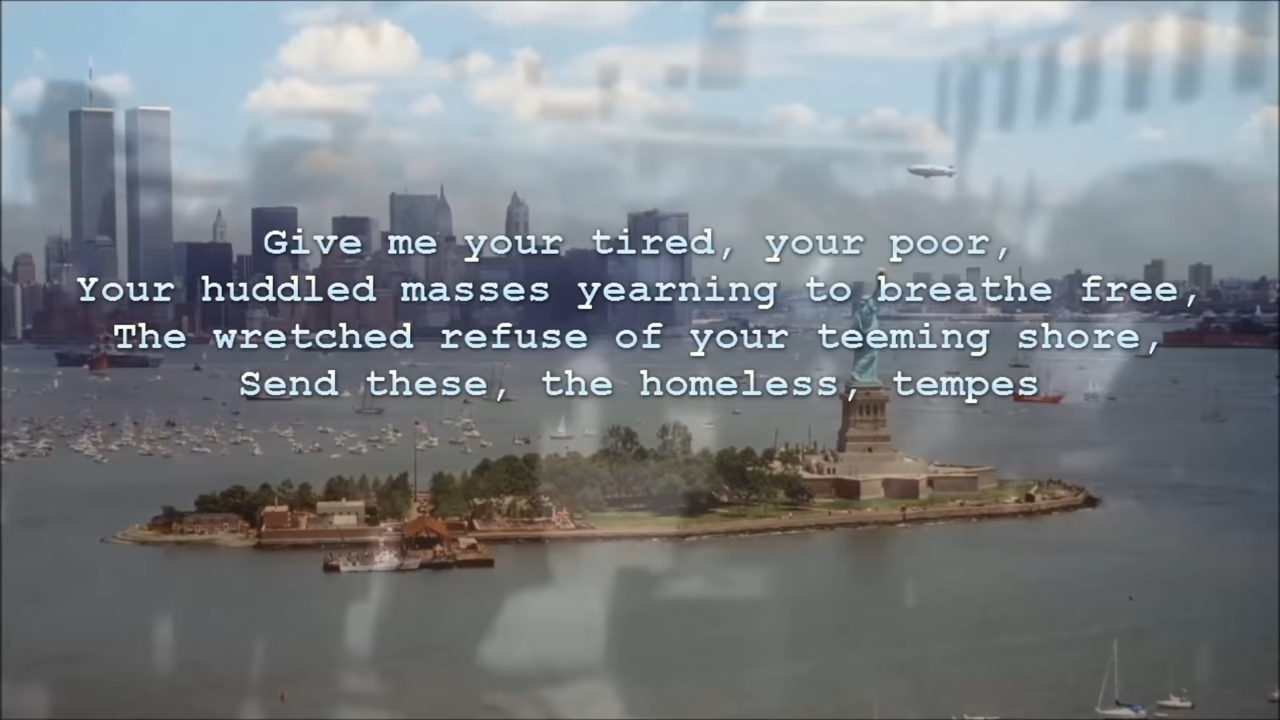 Give me your tired, your poor,
Your huddled masses yearning to breathe free,
The wretched refuse of your teeming shore,
Send these, the homeless, tempes